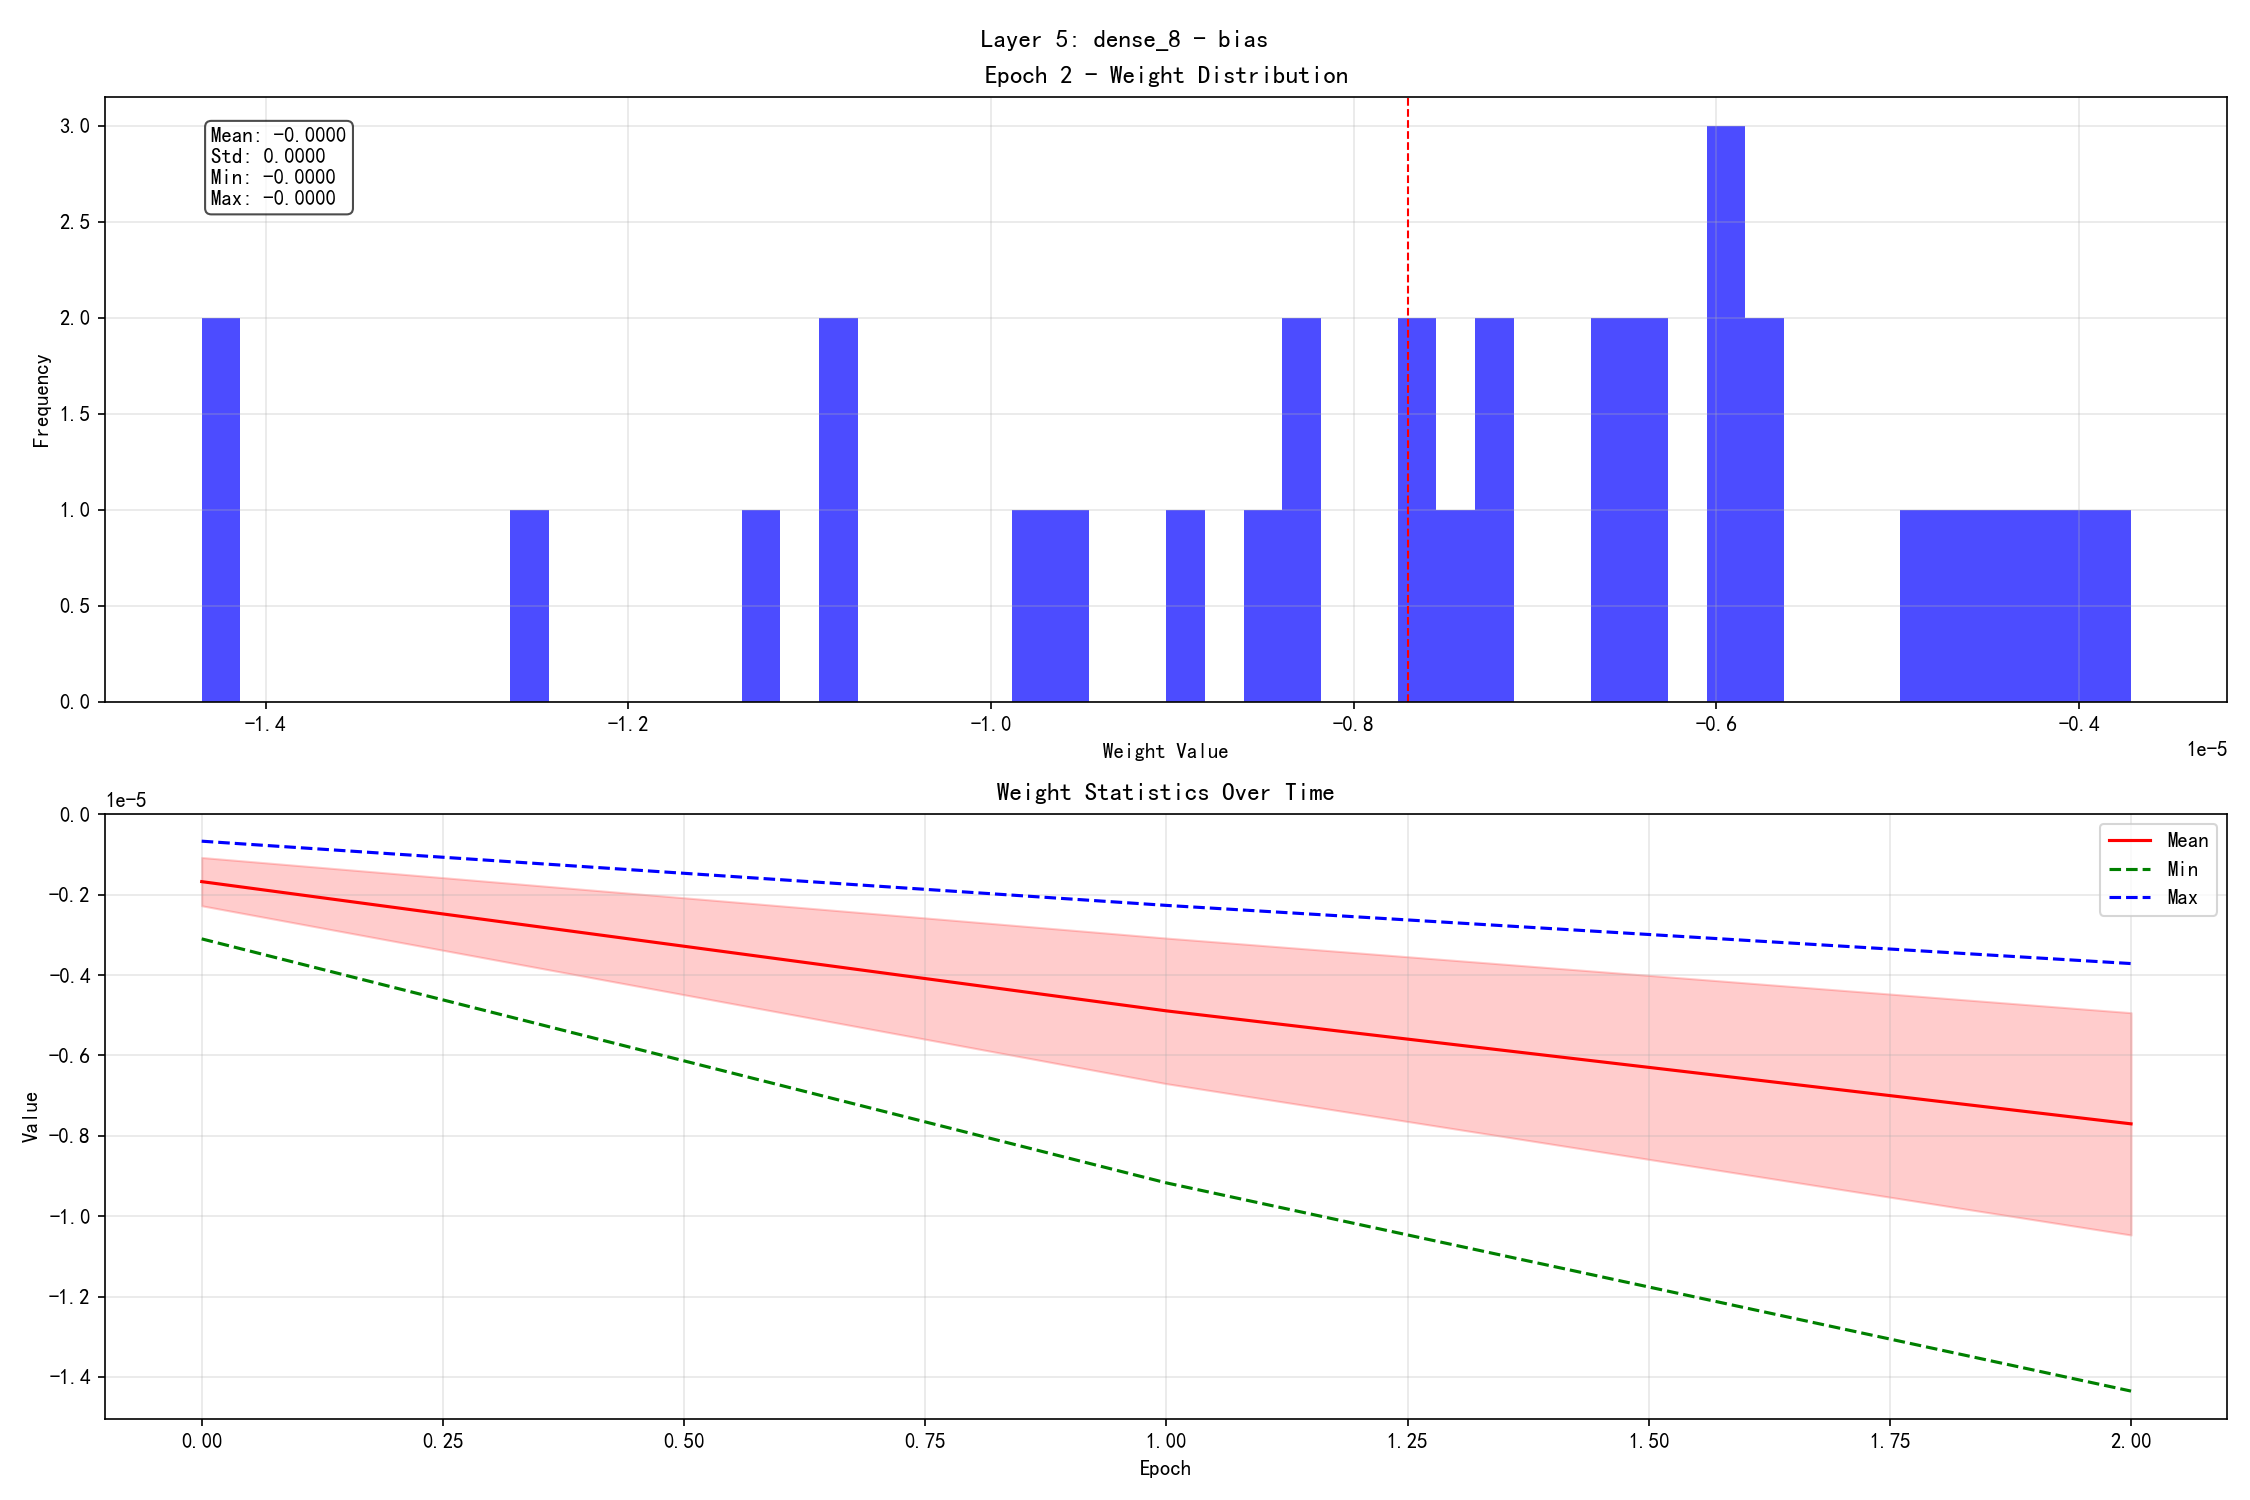 Layer 5: dense_8 - bias
Epoch 2 - Weight Distribution
Mean: -0.0000
Std: 0.0000
Min: -0.0000
Max: -0.0000
3.0
2.5
2.0
1.5
1.0
0.5
0.0
Frequency
-1.4 -1.2 -1.0 -0.8 -0.6 -0.4
1e-5
Weight Value
Weight Statistics Over Time
1e-5
0.0
-0.2
-0.4
-0.6
-0.8
-1.0
-1.2
-1.4
Value
Mean
Min
Max
0.00 0.25 0.50 0.75 1.00 1.25 1.50 1.75 2.00
Epoch